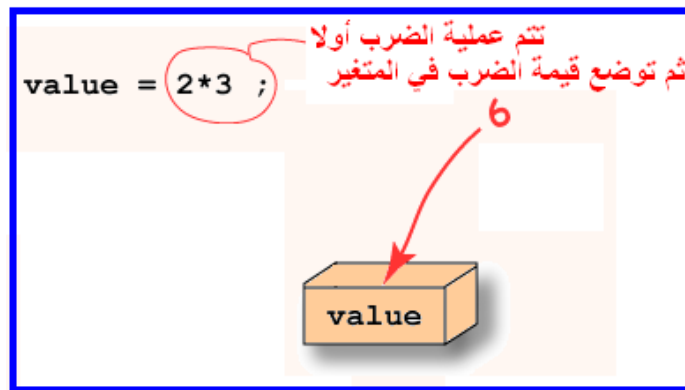 تتم عملية الضرب أولا
ثم توضع قيمة الضرب في المتغير
value = 2*3 ;
6
value